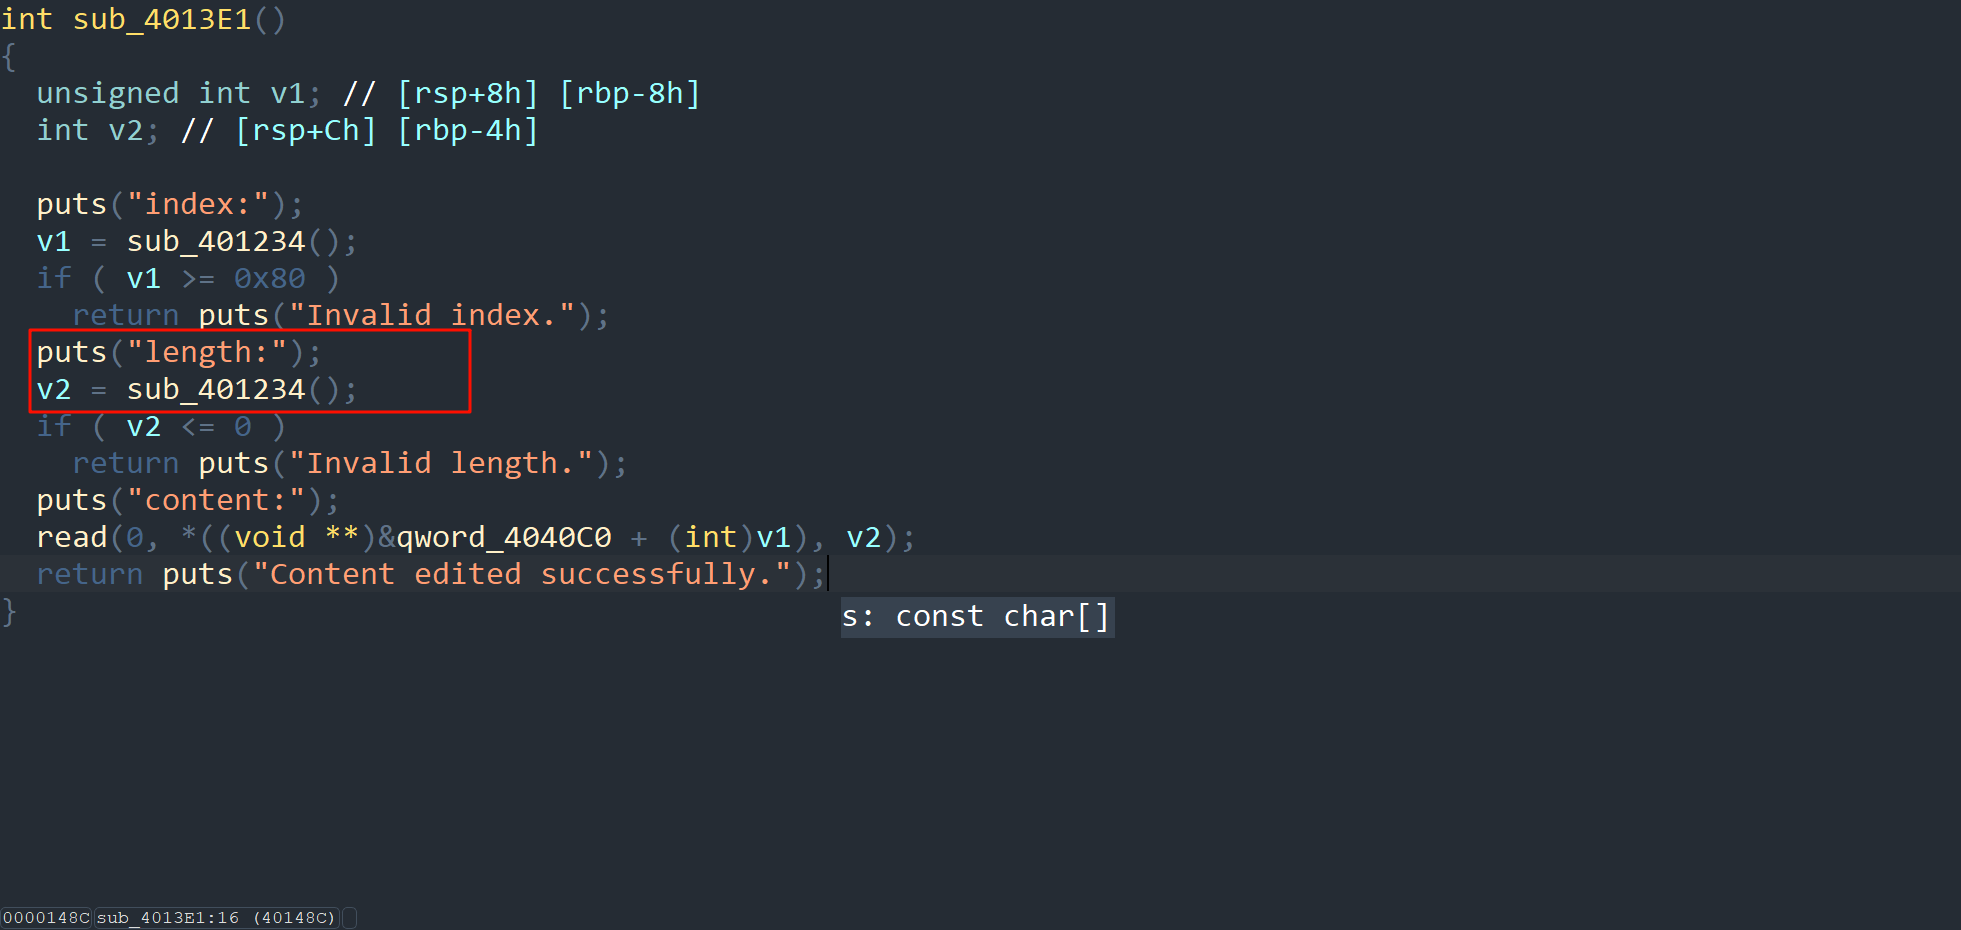 int sub_4013E1()
{
  unsigned int v1; // [rsp+8h] [rbp-8h]
  int v2; // [rsp+Ch] [rbp-4h]

  puts("index:");
  v1 = sub_401234();
  if ( v1 >= 0x80 )
    return puts("Invalid index.");
  puts("length:");
  v2 = sub_401234();
  if ( v2 <= 0 )
    return puts("Invalid length.");
  puts("content:");
  read(0, *((void **)&qword_4040C0 + (int)v1), v2);
  return puts("Content edited successfully.");
}
s: const char[]
0000148C sub_4013E1:16 (40148C)